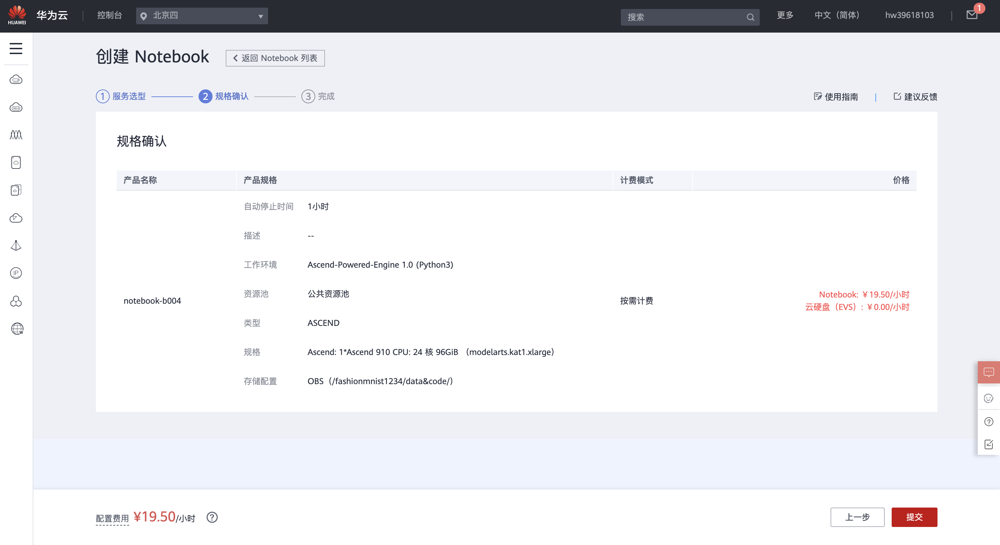 HUAWEI
华为云
控制台
北京四
搜索
更多
中文（简体）
hw39618103
1
创建 Notebook
返回 Notebook 列表
1 服务选型
2 规格确认
3 完成
使用指南
建议反馈
规格确认
产品名称 产品规格 计费模式 价格
自动停止时间 1小时
描述 --
工作环境 Ascend-Powered-Engine 1.0 (Python3)
资源池 公共资源池
notebook-b004
按需计费
Notebook: ￥19.50/小时
云硬盘（EVS）: ￥0.00/小时
类型 ASCEND
规格 Ascend: 1*Ascend 910 CPU: 24 核 96GiB （modelarts.kat1.xlarge）
存储配置 OBS（/fashionmnist1234/data&code/）
IP
W
配置费用 ¥19.50/小时 ?
上一步
提交